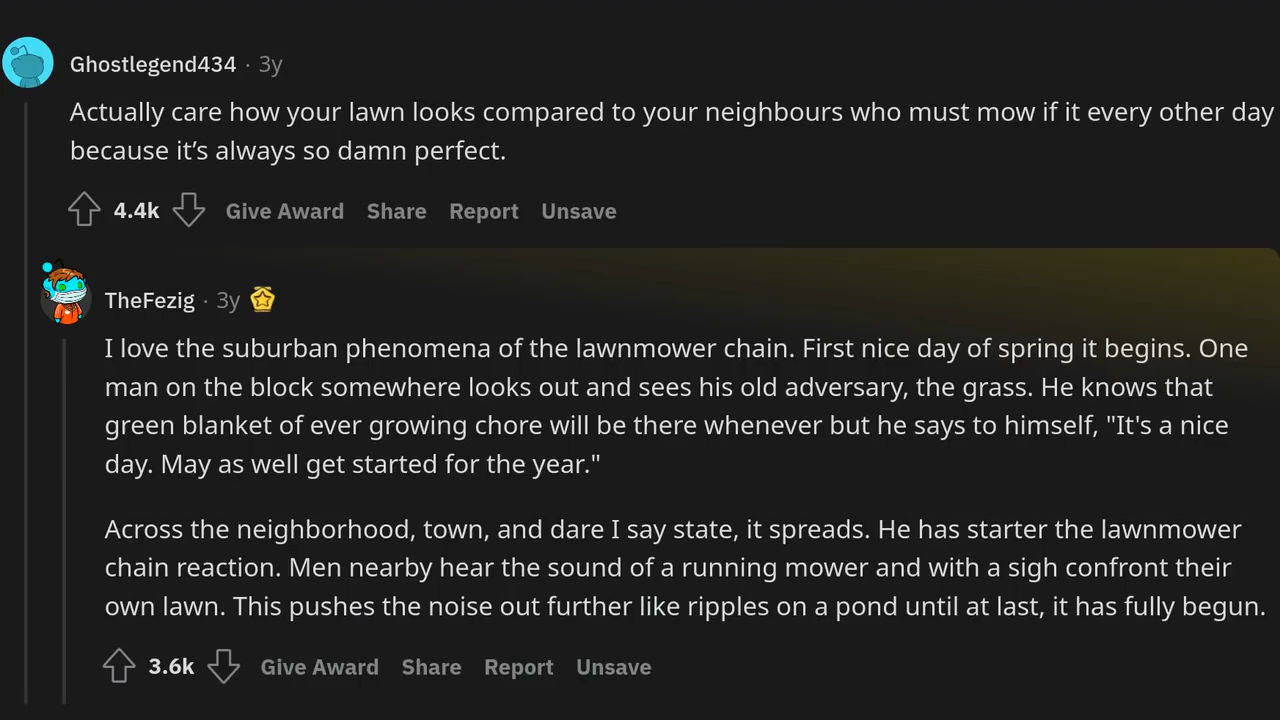 Ghostlegend434 · 3y
Actually care how your lawn looks compared to your neighbours who must mow if it every other day
because it’s always so damn perfect.
4.4k Give Award Share Report Unsave
TheFezig · 3y
I love the suburban phenomena of the lawnmower chain. First nice day of spring it begins. One
man on the block somewhere looks out and sees his old adversary, the grass. He knows that
green blanket of ever growing chore will be there whenever but he says to himself, "It's a nice
day. May as well get started for the year."
Across the neighborhood, town, and dare I say state, it spreads. He has starter the lawnmower
chain reaction. Men nearby hear the sound of a running mower and with a sigh confront their
own lawn. This pushes the noise out further like ripples on a pond until at last, it has fully begun.
3.6k Give Award Share Report Unsave